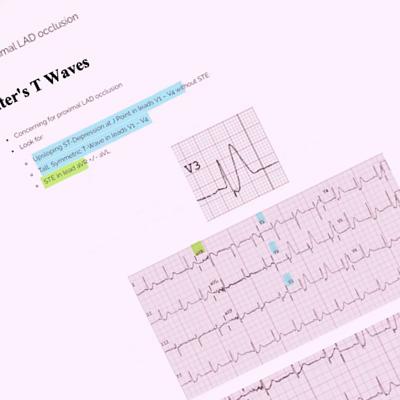 mal LAD occlusion
ter's T Waves
Concerning for proximal LAD occlusion
Look for:
Upsloping ST-Depression at J Point in leads V1 - V4 without STE
Tall, Symmetric T-Wave in leads V1 - V4
STE in lead aVR +/- aVL
V3